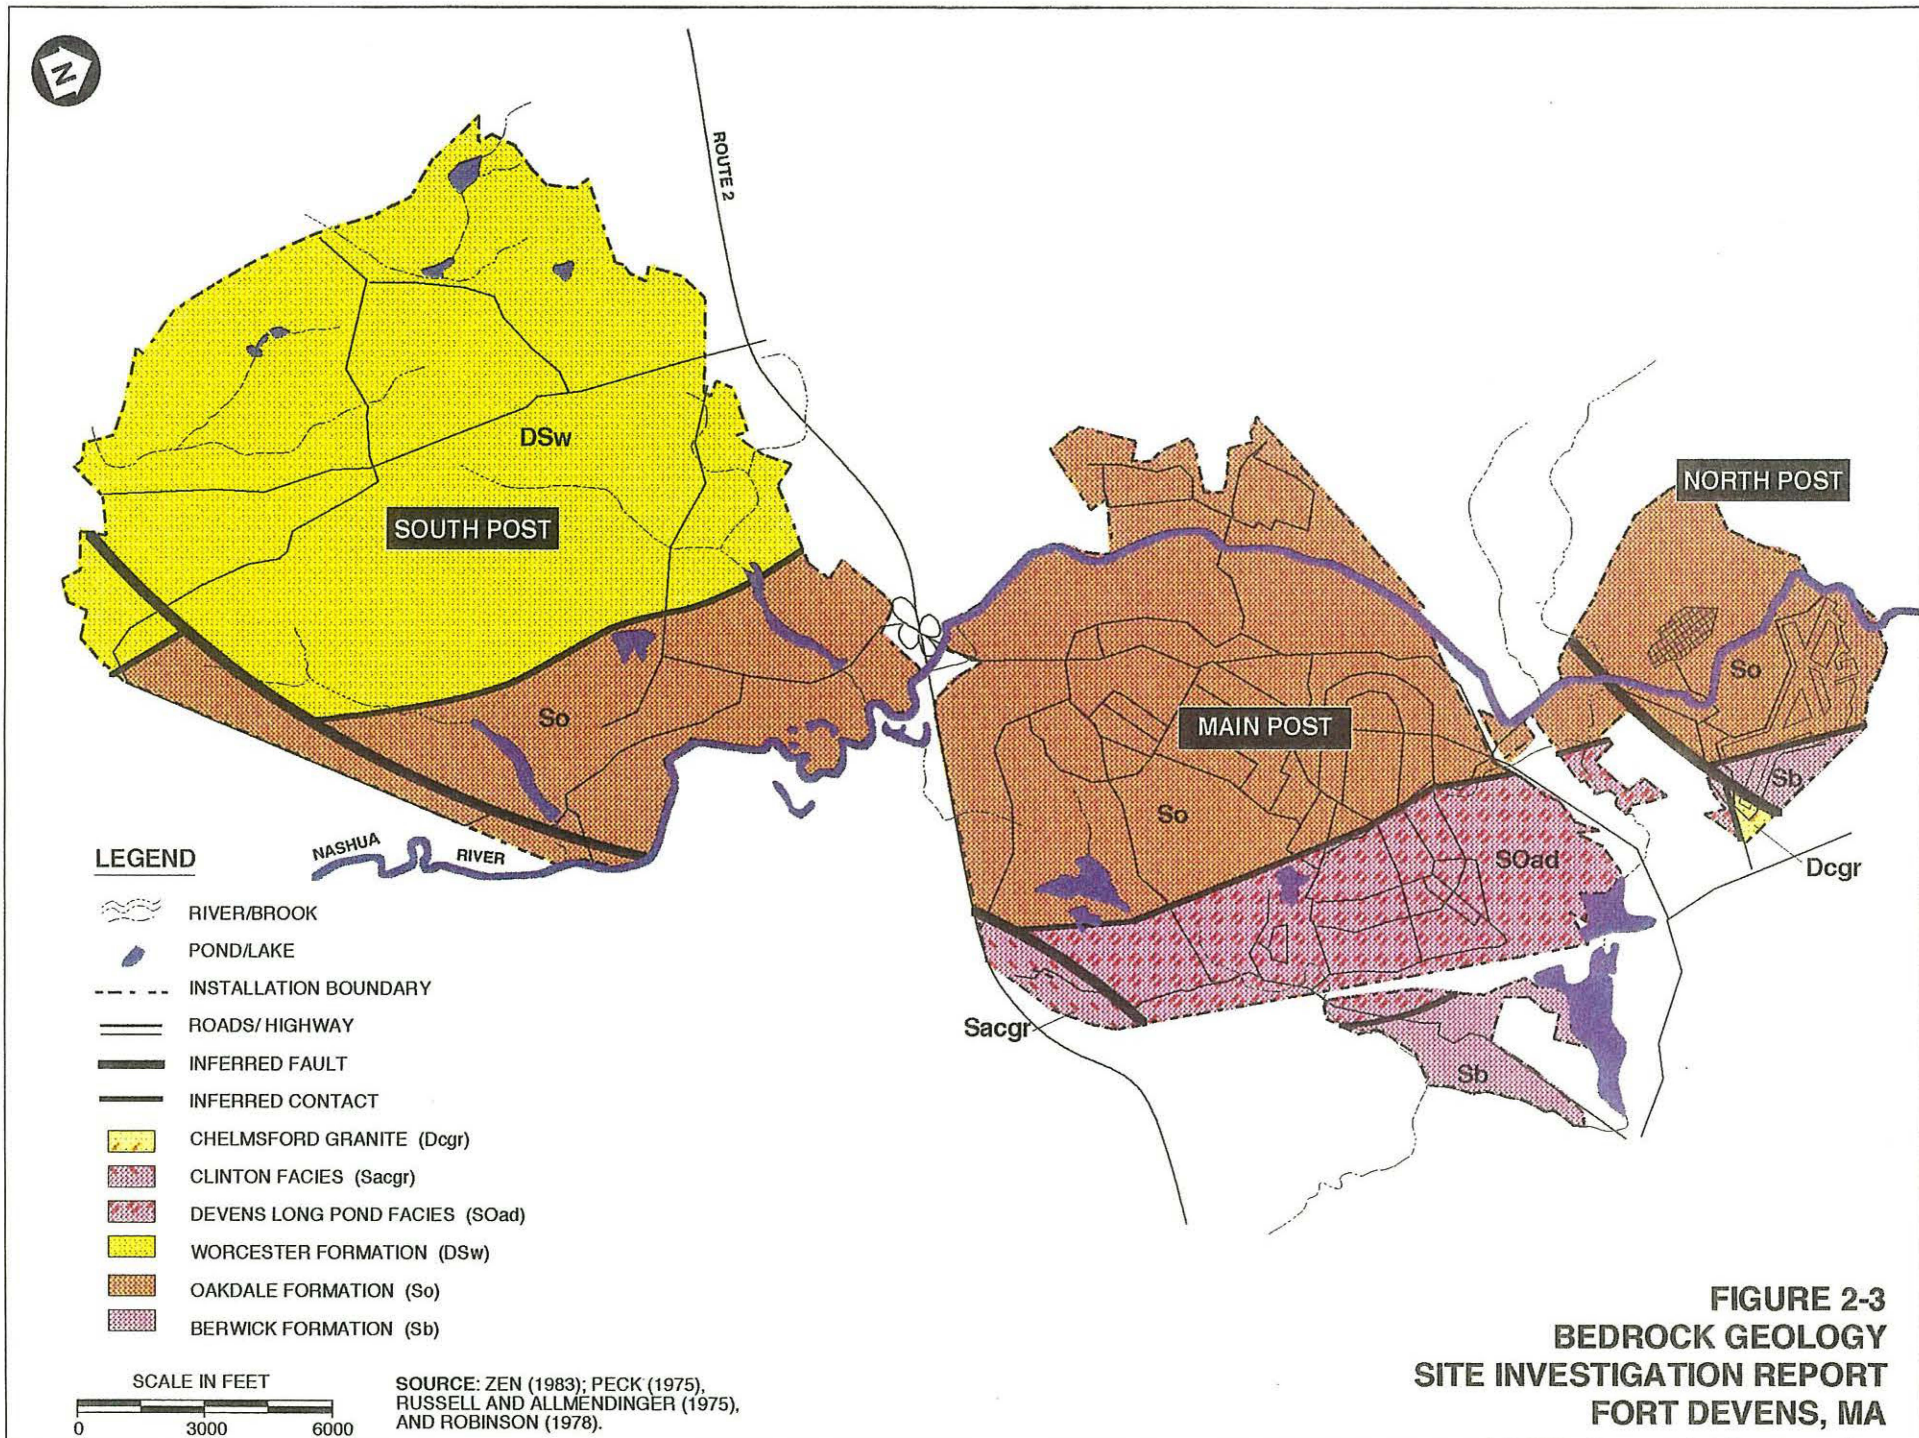 N
ROUTE 2
NORTH POST
DSw
SOUTH POST
So
So
MAIN POST
Sb
So
SOad
Dcgr
NASHUA RIVER
Sacgr
Sb
LEGEND
RIVER/BROOK
POND/LAKE
INSTALLATION BOUNDARY
ROADS/ HIGHWAY
INFERRED FAULT
INFERRED CONTACT
CHELMSFORD GRANITE (Dcgr)
CLINTON FACIES (Sacgr)
DEVENS LONG POND FACIES (SOad)
WORCESTER FORMATION (DSw)
OAKDALE FORMATION (So)
BERWICK FORMATION (Sb)
SCALE IN FEET
0 3000 6000
SOURCE: ZEN (1983); PECK (1975),
RUSSELL AND ALLMENDINGER (1975),
AND ROBINSON (1978).
FIGURE 2-3
BEDROCK GEOLOGY
SITE INVESTIGATION REPORT
FORT DEVENS, MA